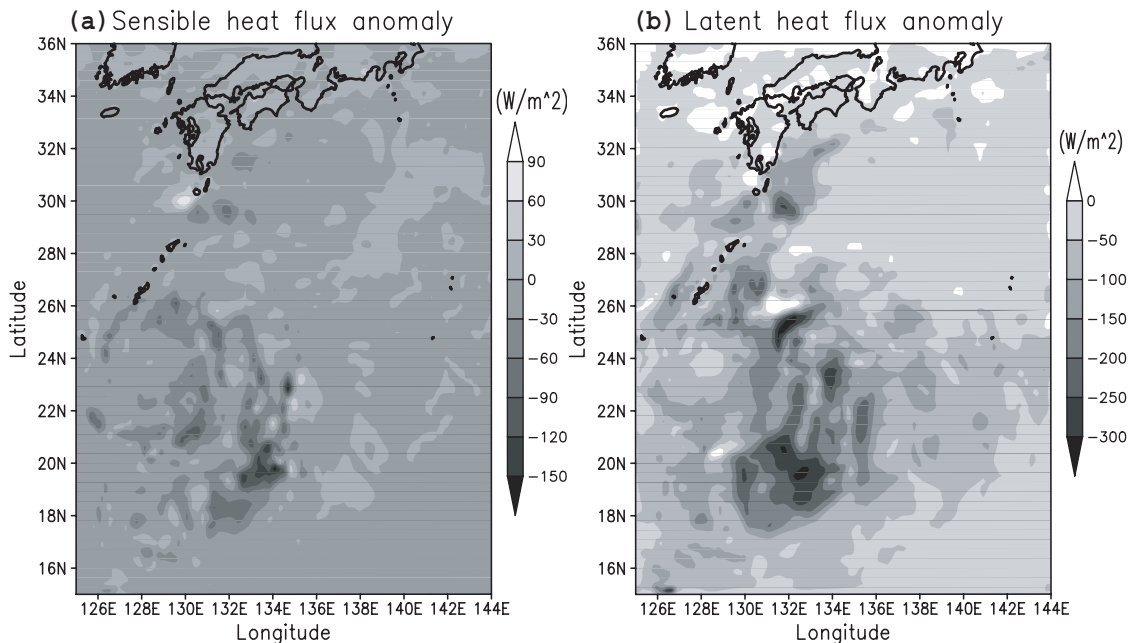 (a) Sensible heat flux anomaly
36N
34N
32N
30N
28N
26N
24N
22N
20N
18N
16N
Latitude
126E 128E 130E 132E 134E 136E 138E 140E 142E 144E
Longitude
(W/m^2)
90
60
30
0
−30
−60
−90
−120
−150
(b) Latent heat flux anomaly
36N
34N
32N
30N
28N
26N
24N
22N
20N
18N
16N
Latitude
126E 128E 130E 132E 134E 136E 138E 140E 142E 144E
Longitude
(W/m^2)
0
−50
−100
−150
−200
−250
−300